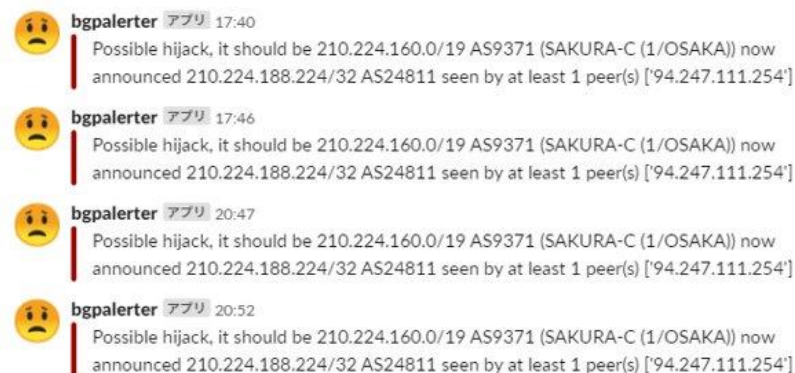 bgpalerter アプリ 17:40
Possible hijack, it should be 210.224.160.0/19 AS9371 (SAKURA-C (1/OSAKA)) now
announced 210.224.188.224/32 AS24811 seen by at least 1 peer(s) ['94.247.111.254']
bgpalerter アプリ 17:46
Possible hijack, it should be 210.224.160.0/19 AS9371 (SAKURA-C (1/OSAKA)) now
announced 210.224.188.224/32 AS24811 seen by at least 1 peer(s) ['94.247.111.254']
bgpalerter アプリ 20:47
Possible hijack, it should be 210.224.160.0/19 AS9371 (SAKURA-C (1/OSAKA)) now
announced 210.224.188.224/32 AS24811 seen by at least 1 peer(s) ['94.247.111.254']
bgpalerter アプリ 20:52
Possible hijack, it should be 210.224.160.0/19 AS9371 (SAKURA-C (1/OSAKA)) now
announced 210.224.188.224/32 AS24811 seen by at least 1 peer(s) ['94.247.111.254']